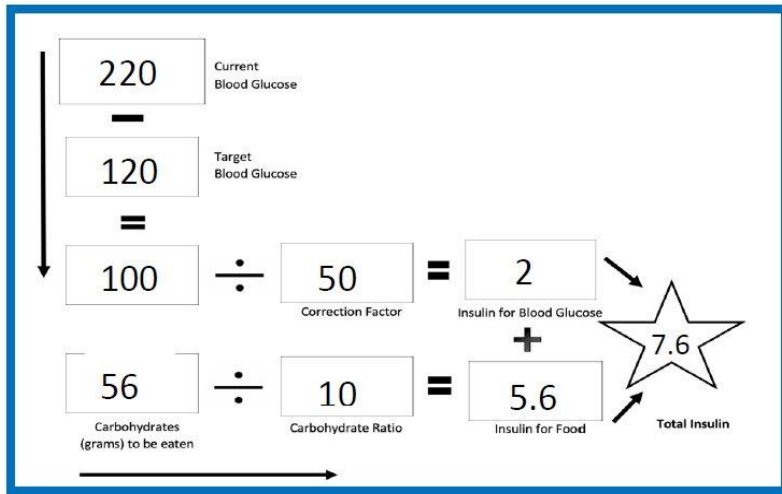 220
Current
Blood Glucose
−
120
Target
Blood Glucose
=
100 ÷ 50 = 2
Correction Factor
Insulin for Blood Glucose
+
7.6
56 ÷ 10 = 5.6
Carbohydrates
(grams) to be eaten
Carbohydrate Ratio
Insulin for Food
Total Insulin